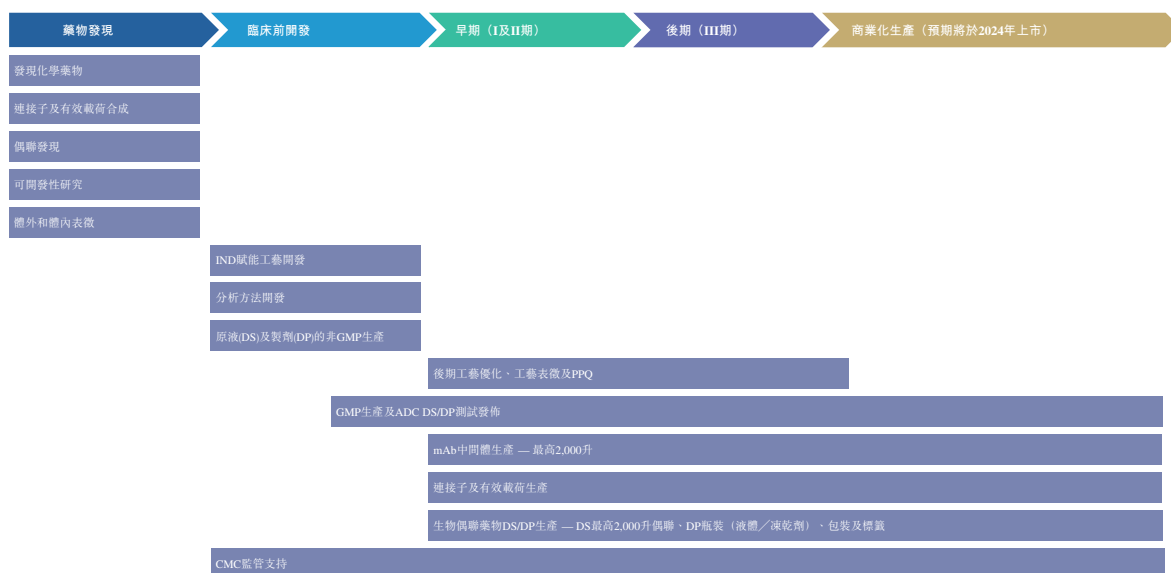 藥物發現
臨床前開發
早期（I及II期）
後期（III期）
商業化生產（預期將於2024年上市）
發現化學藥物
連接子及有效載荷合成
偶聯發現
可開發性研究
體外和體內表徵
IND賦能工藝開發
分析方法開發
原液(DS)及製劑(DP)的非GMP生產
後期工藝優化、工藝表徵及PPQ
GMP生產及ADC DS/DP測試發佈
mAb中間體生產 — 最高2,000升
連接子及有效載荷生產
生物偶聯藥物DS/DP生產 — DS最高2,000升偶聯、DP瓶裝（液體╱凍乾劑）、包裝及標籤
CMC監管支持